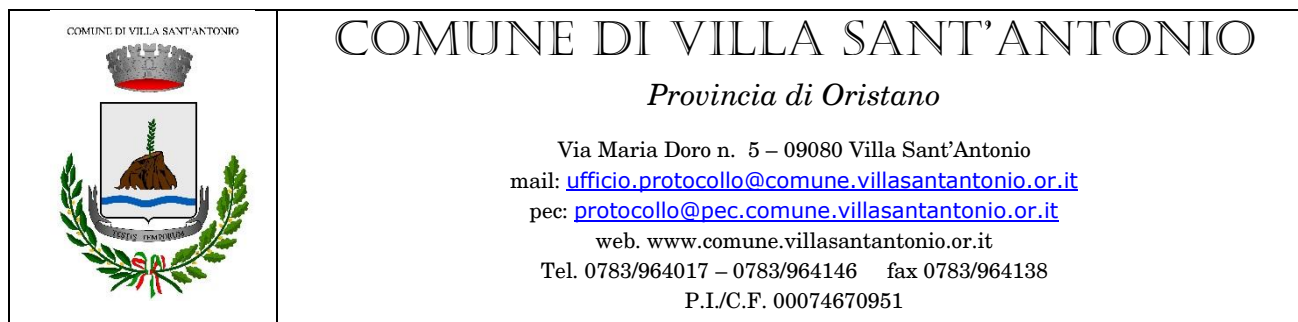 COMUNE DI VILLA SANT'ANTONIO
TESTIS TEMPORUM
COMUNE DI VILLA SANT’ANTONIO
Provincia di Oristano
Via Maria Doro n. 5 – 09080 Villa Sant’Antonio
mail: ufficio.protocollo@comune.villasantantonio.or.it
pec: protocollo@pec.comune.villasantantonio.or.it
web. www.comune.villasantantonio.or.it
Tel. 0783/964017 – 0783/964146 fax 0783/964138
P.I./C.F. 00074670951